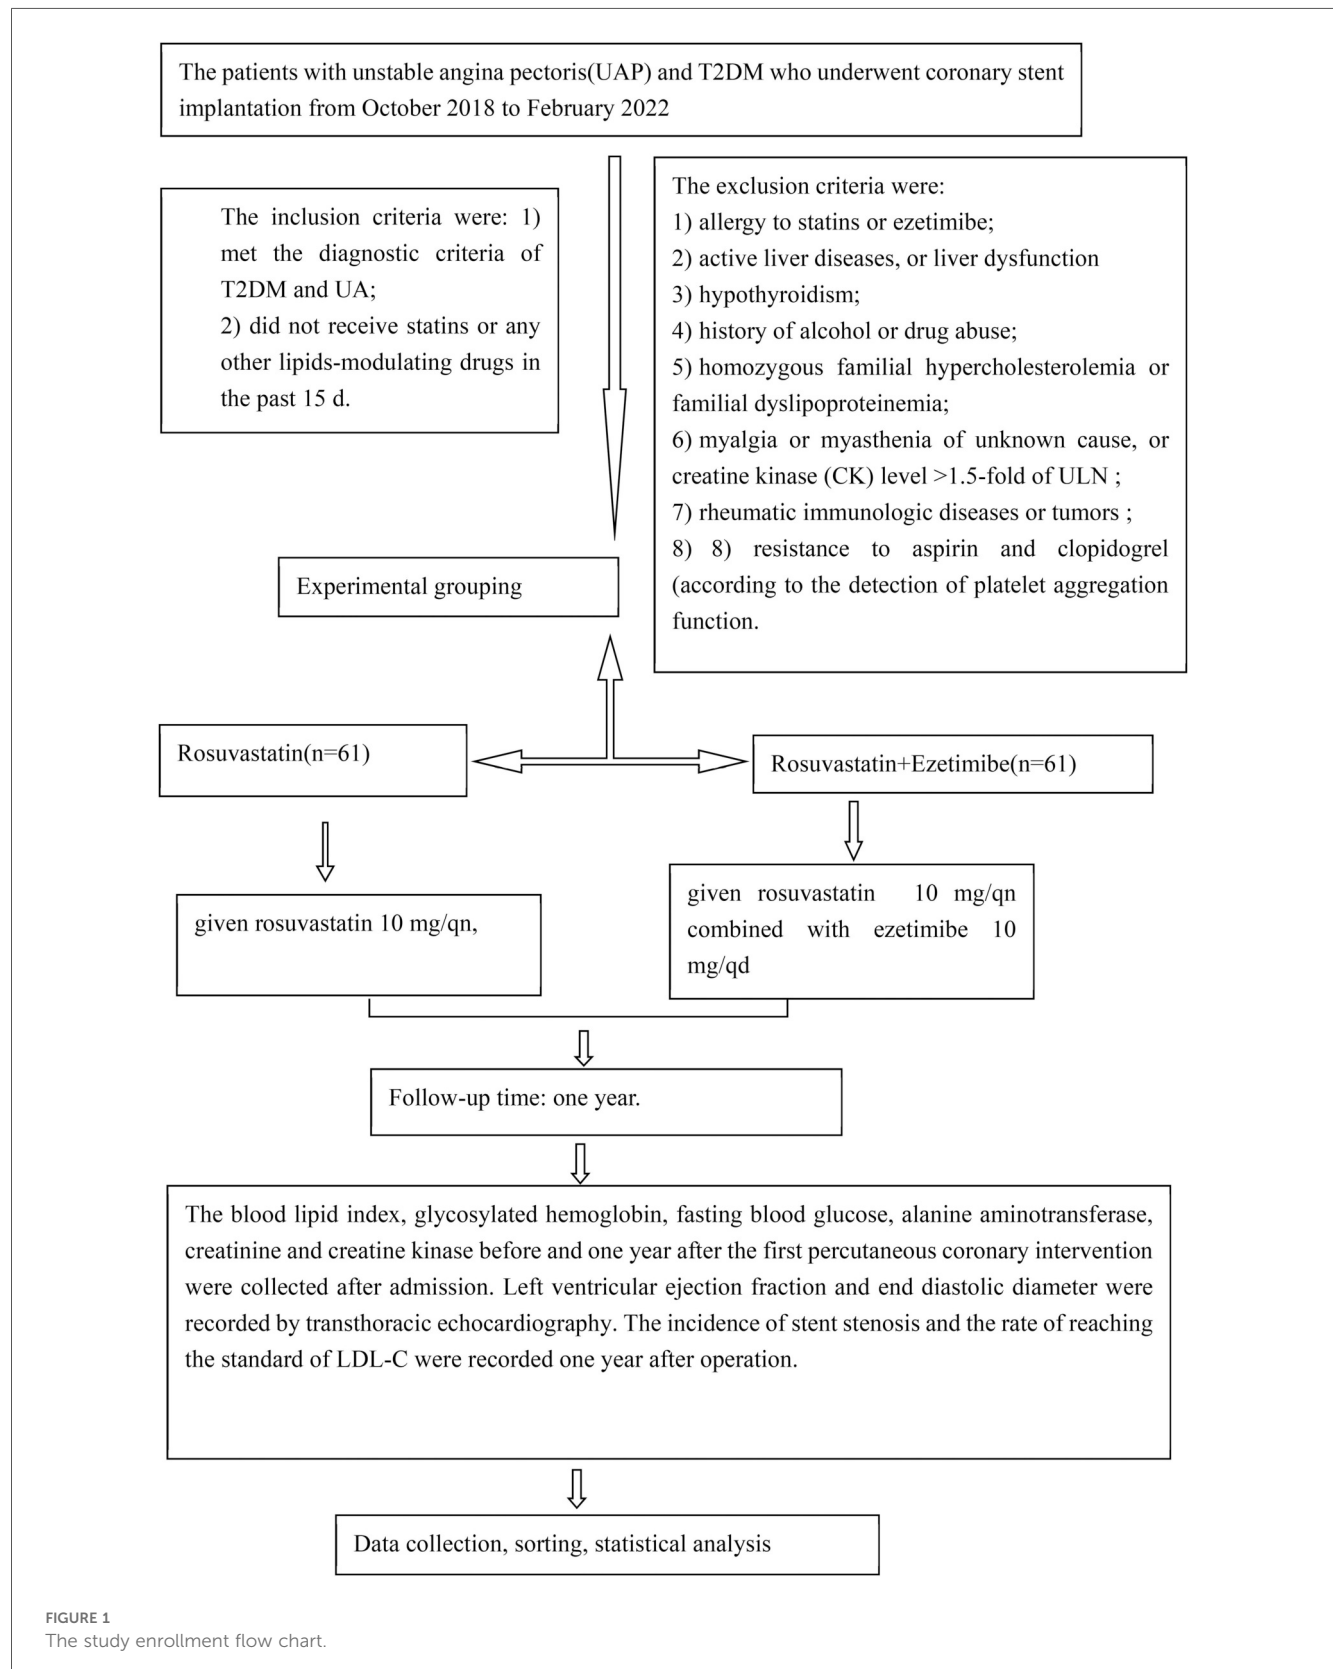 The patients with unstable angina pectoris(UAP) and T2DM who underwent coronary stent
implantation from October 2018 to February 2022
The inclusion criteria were: 1)
met the diagnostic criteria of
T2DM and UA;
2) did not receive statins or any
other lipids-modulating drugs in
the past 15 d.
The exclusion criteria were:
1) allergy to statins or ezetimibe;
2) active liver diseases, or liver dysfunction
3) hypothyroidism;
4) history of alcohol or drug abuse;
5) homozygous familial hypercholesterolemia or
familial dyslipoproteinemia;
6) myalgia or myasthenia of unknown cause, or
creatine kinase (CK) level >1.5-fold of ULN ;
7) rheumatic immunologic diseases or tumors ;
8) 8) resistance to aspirin and clopidogrel
(according to the detection of platelet aggregation
function.
Experimental grouping
Rosuvastatin(n=61)
Rosuvastatin+Ezetimibe(n=61)
given rosuvastatin 10 mg/qn,
given rosuvastatin 10 mg/qn
combined with ezetimibe 10
mg/qd
Follow-up time: one year.
The blood lipid index, glycosylated hemoglobin, fasting blood glucose, alanine aminotransferase,
creatinine and creatine kinase before and one year after the first percutaneous coronary intervention
were collected after admission. Left ventricular ejection fraction and end diastolic diameter were
recorded by transthoracic echocardiography. The incidence of stent stenosis and the rate of reaching
the standard of LDL-C were recorded one year after operation.
Data collection, sorting, statistical analysis
FIGURE 1
The study enrollment flow chart.